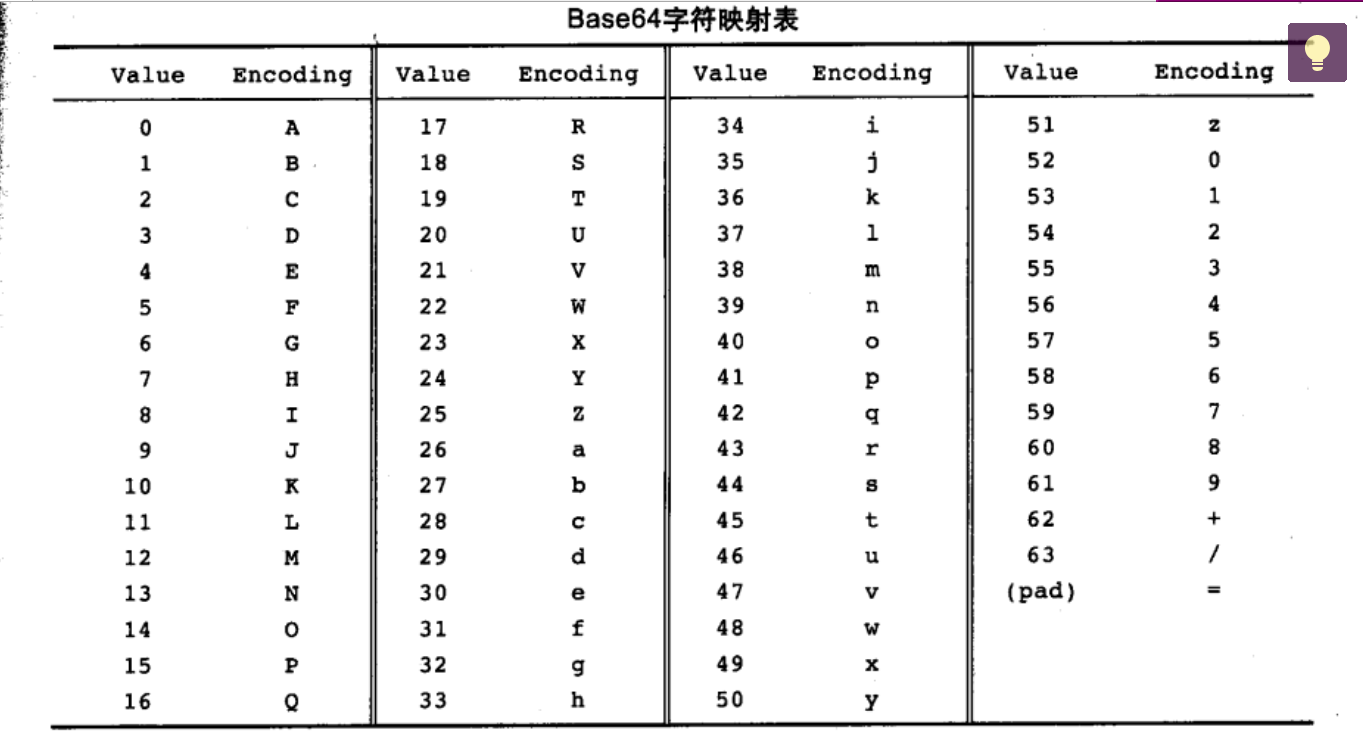 Base64字符映射表
Value Encoding Value Encoding Value Encoding Value Encoding
0 A 17 R 34 i 51 z
1 B 18 S 35 j 52 0
2 C 19 T 36 k 53 1
3 D 20 U 37 l 54 2
4 E 21 V 38 m 55 3
5 F 22 W 39 n 56 4
6 G 23 X 40 o 57 5
7 H 24 Y 41 p 58 6
8 I 25 Z 42 q 59 7
9 J 26 a 43 r 60 8
10 K 27 b 44 s 61 9
11 L 28 c 45 t 62 +
12 M 29 d 46 u 63 /
13 N 30 e 47 v (pad) =
14 O 31 f 48 w
15 P 32 g 49 x
16 Q 33 h 50 y